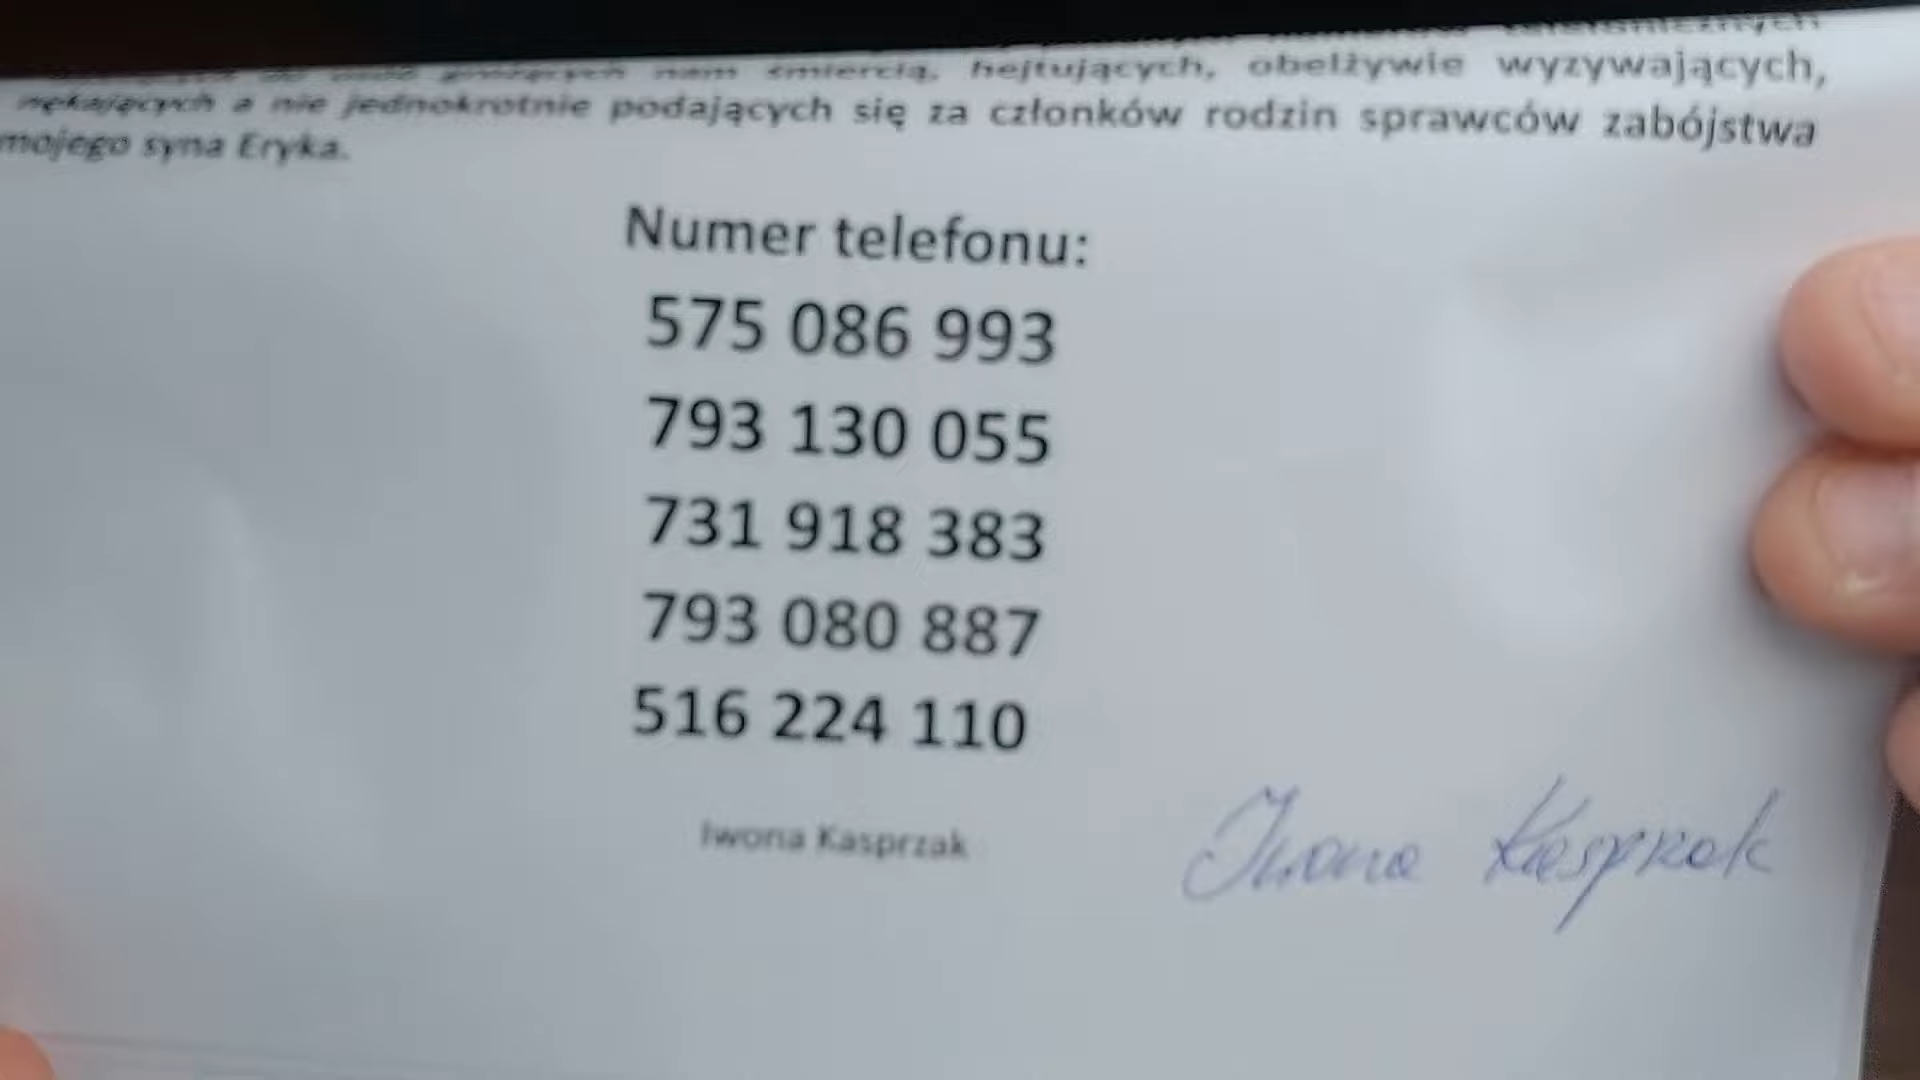 telefonicznych
śmiercią, hejtujących, obelżywie wyzywających,
nękających a nie jednokrotnie podających się za członków rodzin sprawców zabójstwa
mojego syna Eryka.
Numer telefonu:
575 086 993
793 130 055
731 918 383
793 080 887
516 224 110
Iwona Kasprzak
Iwona Kasprzak